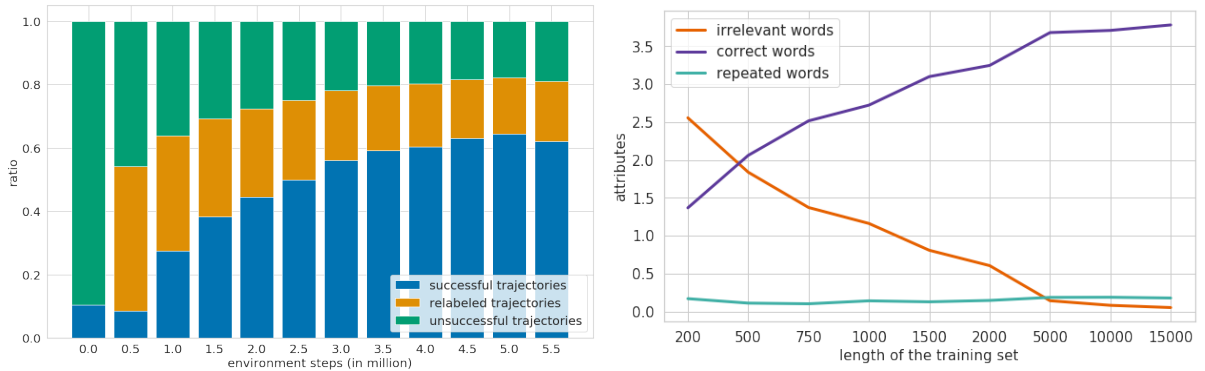 1.0
0.8
0.6
0.4
0.2
0.0
ratio
successful trajectories
relabeled trajectories
unsuccessful trajectories
0.0 0.5 1.0 1.5 2.0 2.5 3.0 3.5 4.0 4.5 5.0 5.5
environment steps (in million)
irrelevant words
correct words
repeated words
3.5
3.0
2.5
2.0
1.5
1.0
0.5
0.0
attributes
200 500 750 1000 1500 2000 5000 10000 15000
length of the training set